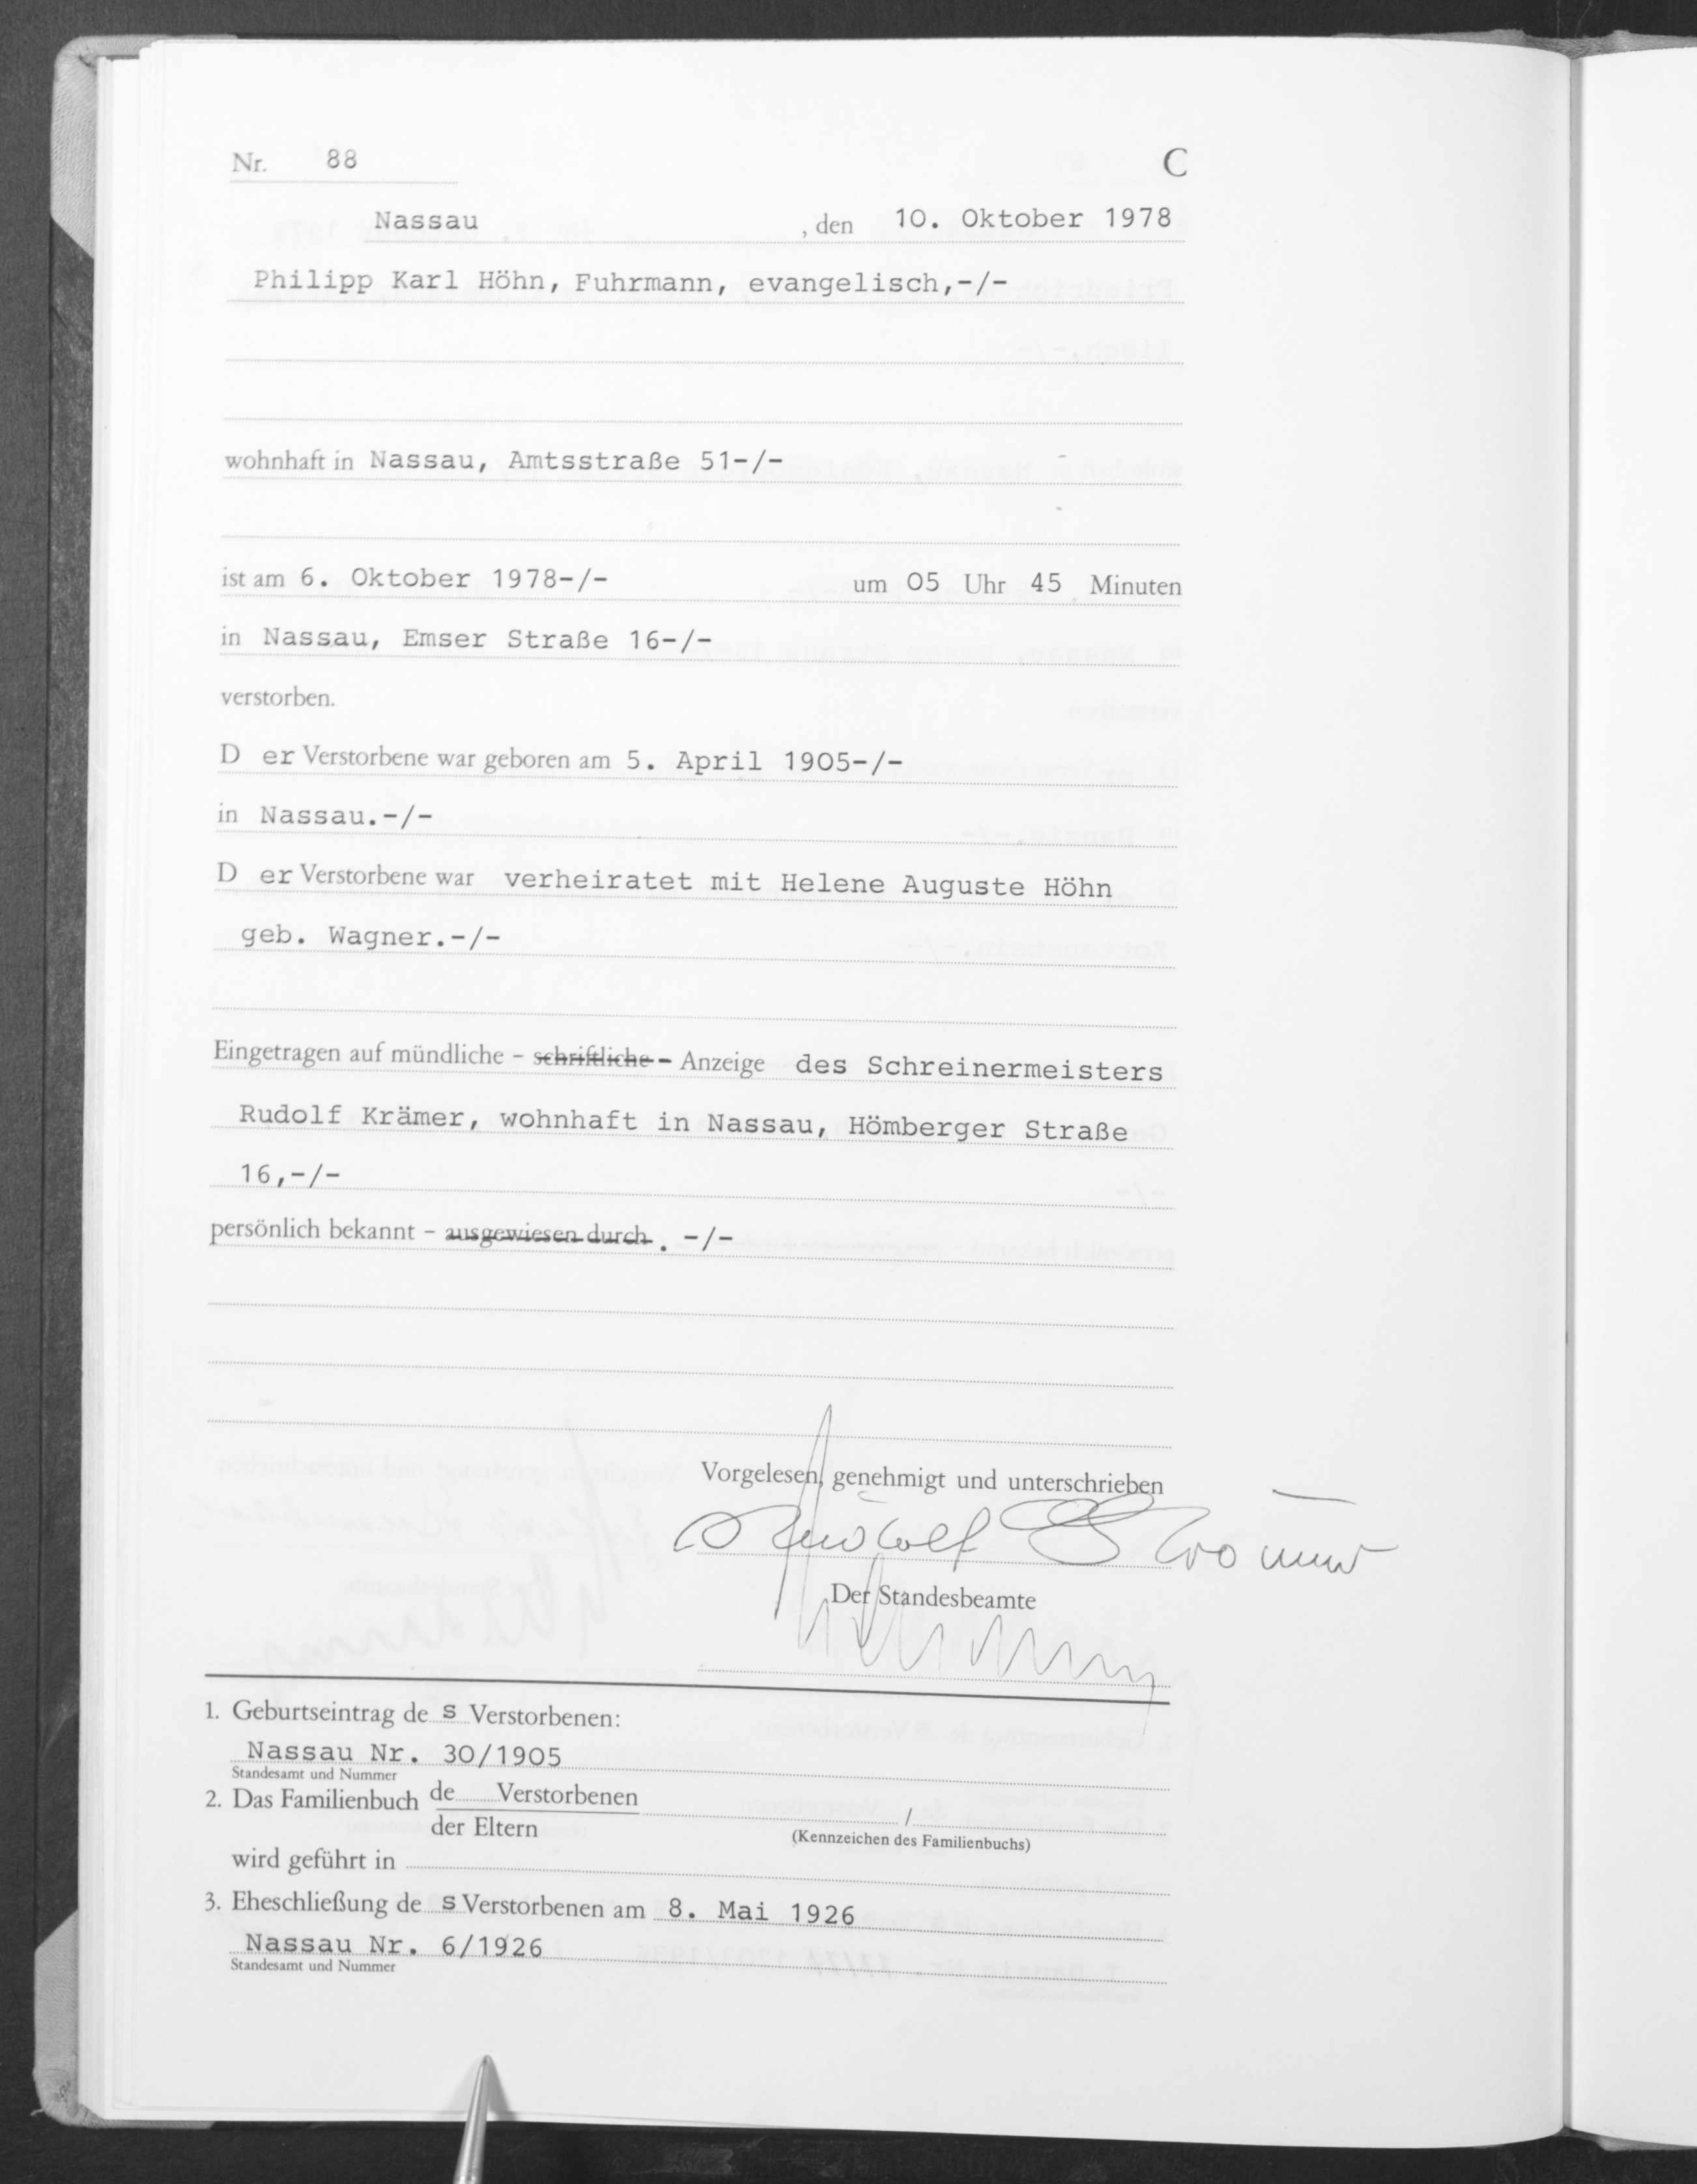 Nr. 88 C
Nassau, den 10. Oktober 1978
Philipp Karl Höhn, Fuhrmann, evangelisch,-/-
wohnhaft in Nassau, Amtsstraße 51-/-
ist am 6. Oktober 1978-/- um 05 Uhr 45 Minuten
in Nassau, Emser Straße 16-/-
verstorben.
D er Verstorbene war geboren am 5. April 1905-/-
in Nassau.-/-
D er Verstorbene war verheiratet mit Helene Auguste Höhn
geb. Wagner.-/-
Eingetragen auf mündliche - schriftliche - Anzeige des Schreinermeisters
Rudolf Krämer, wohnhaft in Nassau, Hömberger Straße
16,-/-
persönlich bekannt - ausgewiesen durch. -/-
Vorgelesen, genehmigt und unterschrieben
Rudolf Krämer
Der Standesbeamte
1. Geburtseintrag de s Verstorbenen:
Nassau Nr. 30/1905
Standesamt und Nummer
2. Das Familienbuch de Verstorbenen
der Eltern
/
(Kennzeichen des Familienbuchs)
wird geführt in
3. Eheschließung de s Verstorbenen am 8. Mai 1926
Nassau Nr. 6/1926
Standesamt und Nummer